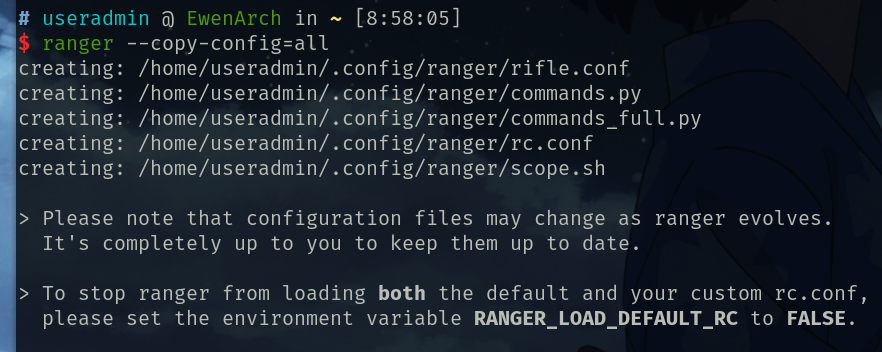 # useradmin @ EwenArch in ~ [8:58:05]
$ ranger --copy-config=all
creating: /home/useradmin/.config/ranger/rifle.conf
creating: /home/useradmin/.config/ranger/commands.py
creating: /home/useradmin/.config/ranger/commands_full.py
creating: /home/useradmin/.config/ranger/rc.conf
creating: /home/useradmin/.config/ranger/scope.sh
> Please note that configuration files may change as ranger evolves.
It's completely up to you to keep them up to date.
> To stop ranger from loading both the default and your custom rc.conf,
please set the environment variable RANGER_LOAD_DEFAULT_RC to FALSE.